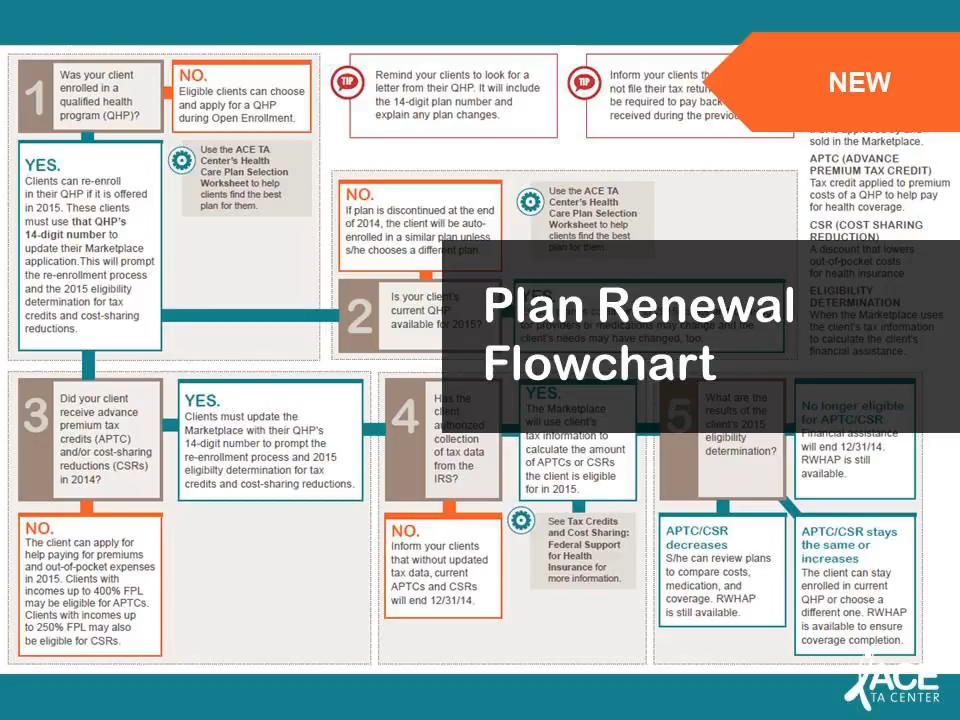 1
Was your client
enrolled in a
qualified health
program (QHP)?
NO.
Eligible clients can choose
and apply for a QHP
during Open Enrollment.
YES.
Clients can re-enroll
in their QHP if it is offered
in 2015. These clients
must use that QHP's
14-digit number to
update their Marketplace
application.This will prompt
the re-enrollment process
and the 2015 eligibility
determination for tax
credits and cost-sharing
reductions.
Use the ACE TA
Center's Health
Care Plan Selection
Worksheet to help
clients find the best
plan for them.
TIP
Remind your clients to look for a
letter from their QHP. It will include
the 14-digit plan number and
explain any plan changes.
TIP
Inform your clients
not file their tax
be required to pay back
received during the
NEW
NO.
If plan is discontinued at the end
of 2014, the client will be auto-
enrolled in a similar plan unless
s/he chooses a different plan.
Use the ACE TA
Center's Health
Care Plan Selection
Worksheet to help
clients find the best
plan for them.
2
Is your client's
current QHP
available for 2015?
YES.
for providers or medications may change and the
client's needs may have changed, too.
sold in the Marketplace.
APTC (ADVANCE
PREMIUM TAX CREDIT)
Tax credit applied to premium
costs of a QHP to help pay
for health coverage.
CSR (COST SHARING
REDUCTION)
A discount that lowers
out-of-pocket costs
for health insurance
ELIGIBILITY
DETERMINATION
When the Marketplace uses
the client's tax information
to calculate the client's
financial assistance.
Plan Renewal
Flowchart
3
Did your client
receive advance
premium tax
credits (APTC)
and/or cost-sharing
reductions (CSRs)
in 2014?
YES.
Clients must update the
Marketplace with their QHP's
14-digit number to prompt the
re-enrollment process and 2015
eligibilty determination for tax
credits and cost-sharing reductions.
NO.
The client can apply for
help paying for premiums
and out-of-pocket expenses
in 2015. Clients with
incomes up to 400% FPL
may be eligible for APTCs.
Clients with incomes up
to 250% FPL may also
be eligible for CSRs.
4
Has the
client
authorized
collection
of tax data
from the
IRS?
YES.
The Marketplace
will use client's
tax information to
calculate the amount
of APTCs or CSRs
the client is eligible
for in 2015.
NO.
Inform your clients
that without updated
tax data, current
APTCs and CSRs
will end 12/31/14.
See Tax Credits
and Cost Sharing:
Federal Support
for Health
Insurance for
more information.
5
What are the
results of the
client's 2015
eligibility
determination?
No longer eligible
for APTC/CSR
Financial assistance
will end 12/31/14.
RWHAP is still
available.
APTC/CSR
decreases
S/he can review plans
to compare costs,
medication, and
coverage. RWHAP
is still available.
APTC/CSR stays
the same or
increases
The client can stay
enrolled in current
QHP or choose a
different one. RWHAP
is available to ensure
coverage completion.
ACE
TA CENTER